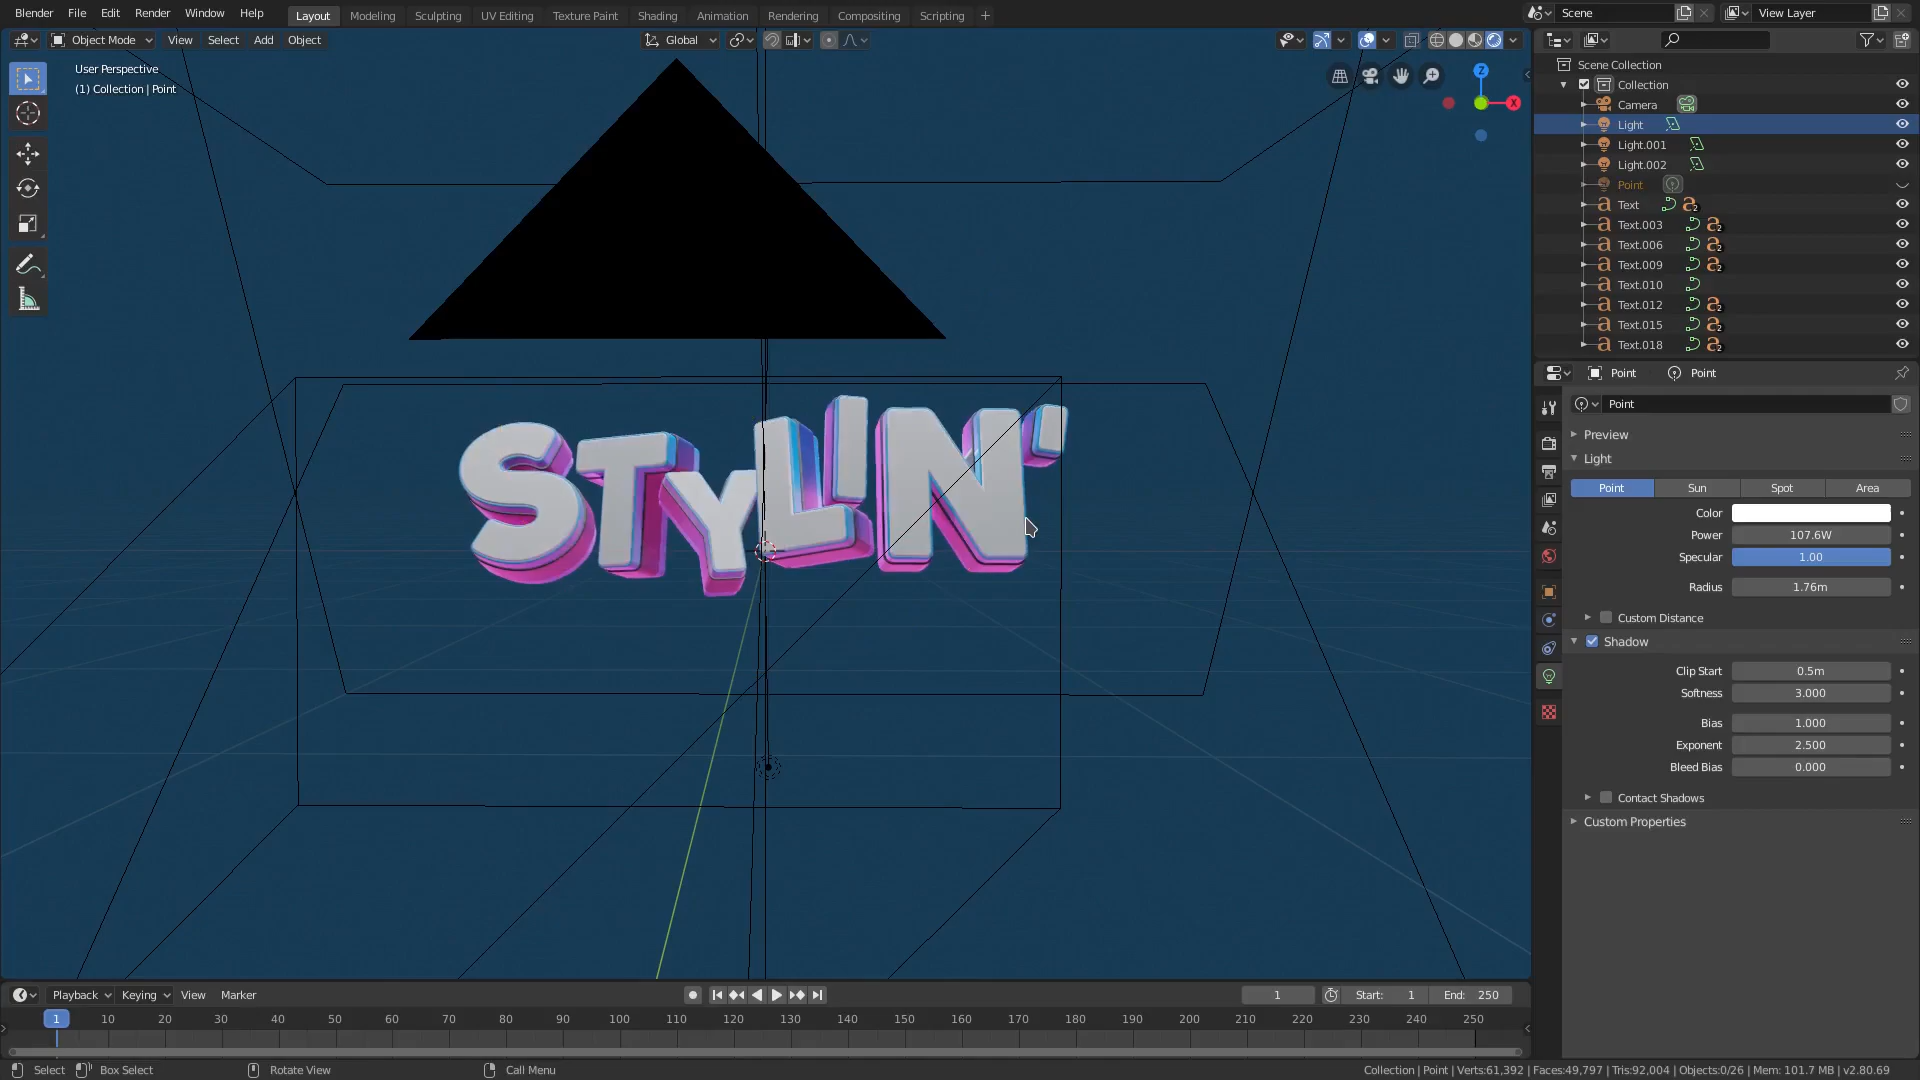 Blender File Edit Render Window Help Layout Modeling Sculpting UV Editing Texture Paint Shading Animation Rendering Compositing Scripting + Scene View Layer
Object Mode View Select Add Object Global
User Perspective
(1) Collection | Point
Z
X
STYLIN'
Scene Collection
Collection
Camera
Light
Light.001
Light.002
Point
Text
Text.003
Text.006
Text.009
Text.010
Text.012
Text.015
Text.018
Point Point
Point
Preview
Light
Point Sun Spot Area
Color
Power 107.6W
Specular 1.00
Radius 1.76m
Custom Distance
Shadow
Clip Start 0.5m
Softness 3.000
Bias 1.000
Exponent 2.500
Bleed Bias 0.000
Contact Shadows
Custom Properties
Playback Keying View Marker 1 Start: 1 End: 250
1 10 20 30 40 50 60 70 80 90 100 110 120 130 140 150 160 170 180 190 200 210 220 230 240 250
Select Box Select Rotate View Call Menu Collection | Point | Verts:61,392 | Faces:49,797 | Tris:92,004 | Objects:0/26 | Mem: 101.7 MB | v2.80.69